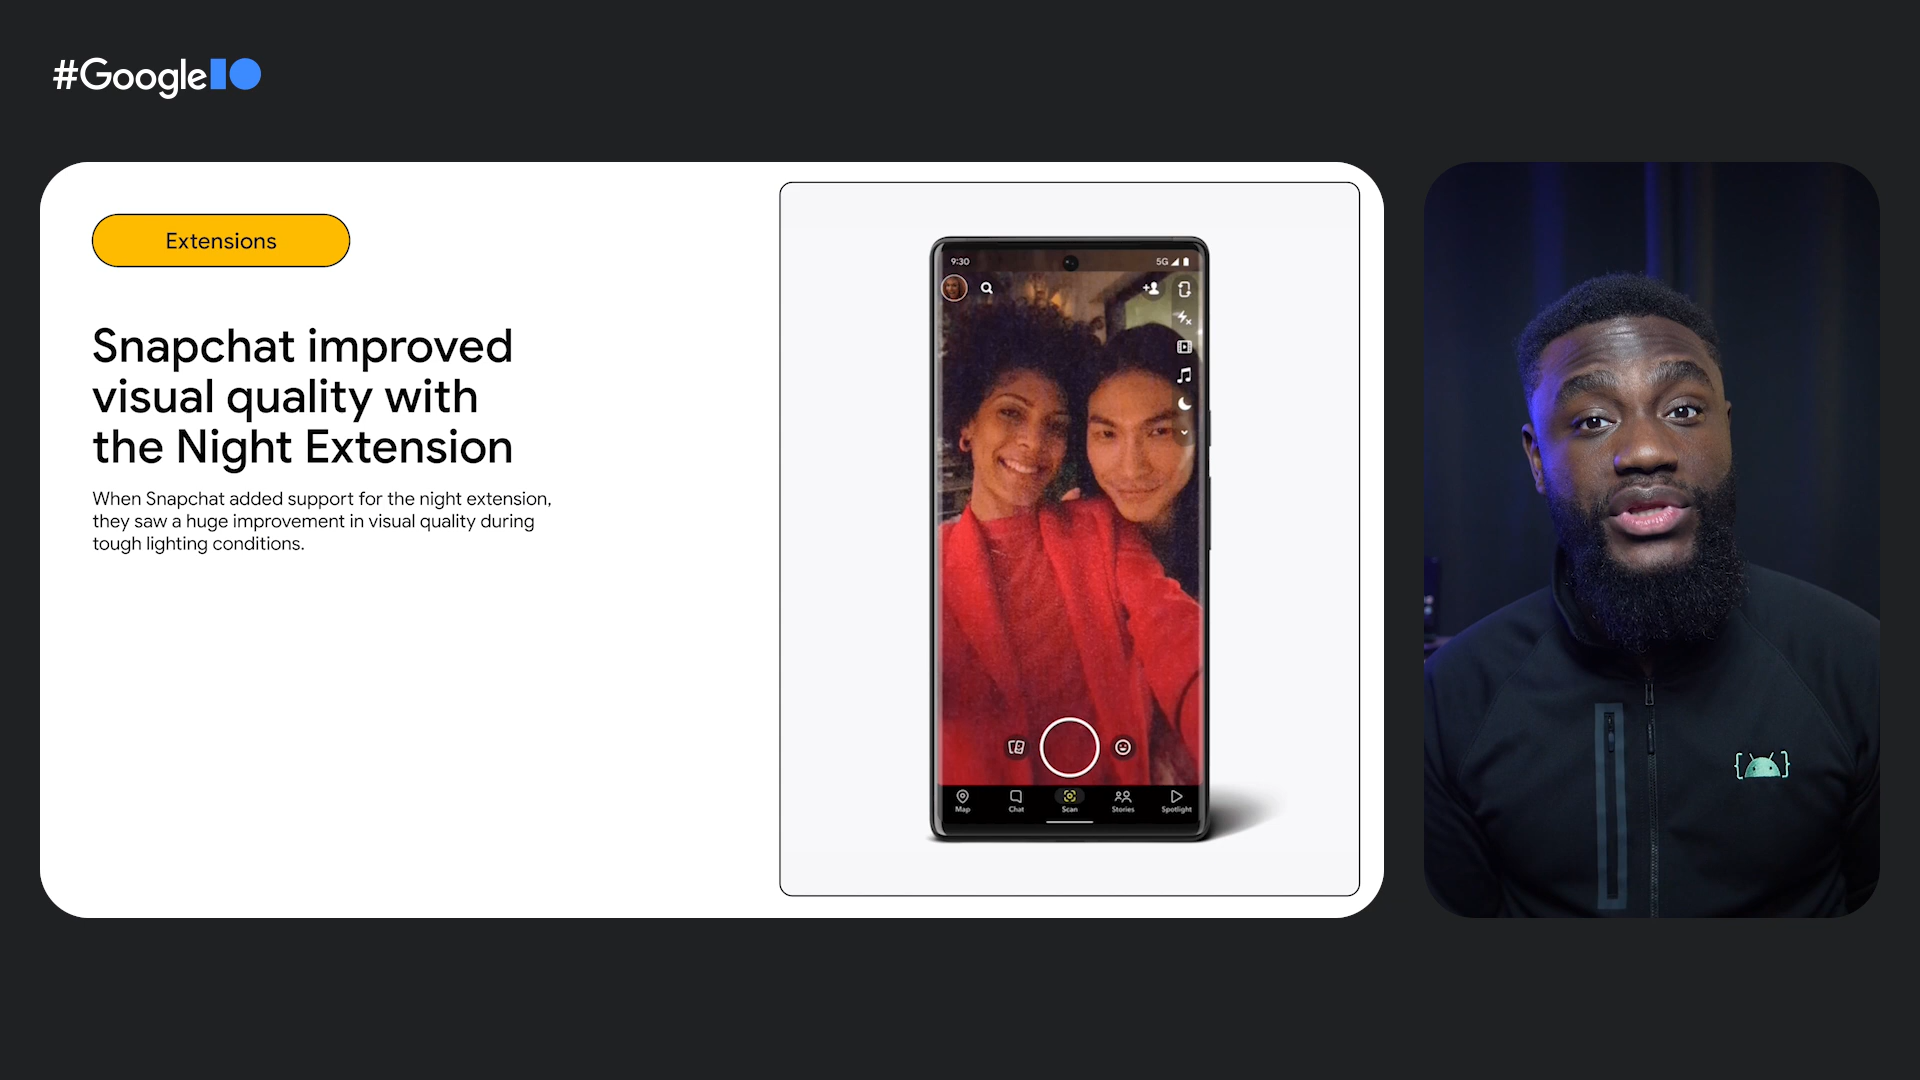 #GoogleIO
Extensions
Snapchat improved
visual quality with
the Night Extension
When Snapchat added support for the night extension,
they saw a huge improvement in visual quality during
tough lighting conditions.
9:30
5G
Map
Chat
Scan
Stories
Spotlight